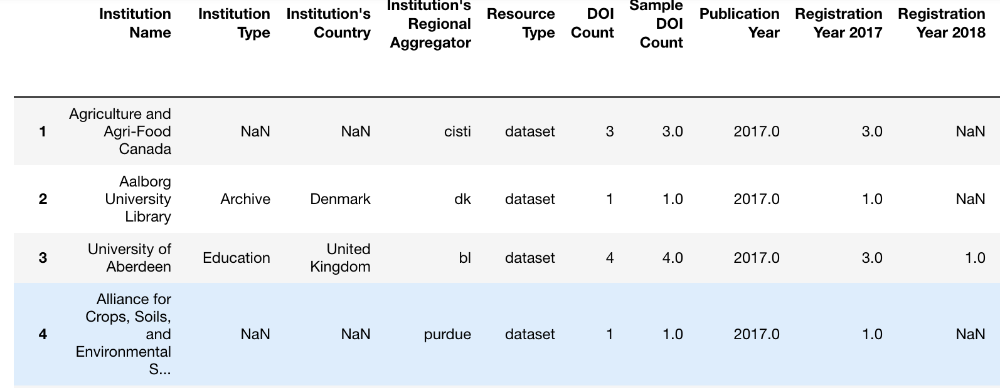 Institution Name	Institution Type	Institution's Country	Institution's Regional Aggregator	Resource Type	DOI Count	Sample DOI Count	Publication Year	Registration Year 2017	Registration Year 2018
1	Agriculture and Agri-Food Canada	NaN	NaN	cisti	dataset	3	3.0	2017.0	3.0	NaN
2	Aalborg University Library	Archive	Denmark	dk	dataset	1	1.0	2017.0	1.0	NaN
3	University of Aberdeen	Education	United Kingdom	bl	dataset	4	4.0	2017.0	3.0	1.0
4	Alliance for Crops, Soils, and Environmental S...	NaN	NaN	purdue	dataset	1	1.0	2017.0	1.0	NaN